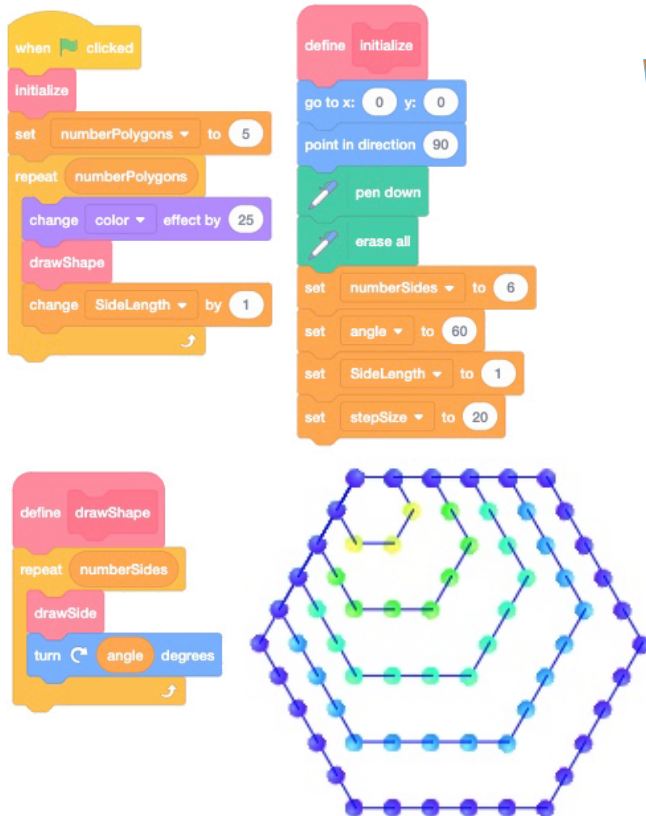 when clicked
initialize
set numberPolygons to 5
repeat numberPolygons
change color effect by 25
drawShape
change SideLength by 1
define initialize
go to x: 0 y: 0
point in direction 90
pen down
erase all
set numberSides to 6
set angle to 60
set SideLength to 1
set stepSize to 20
define drawShape
repeat numberSides
drawSide
turn angle degrees